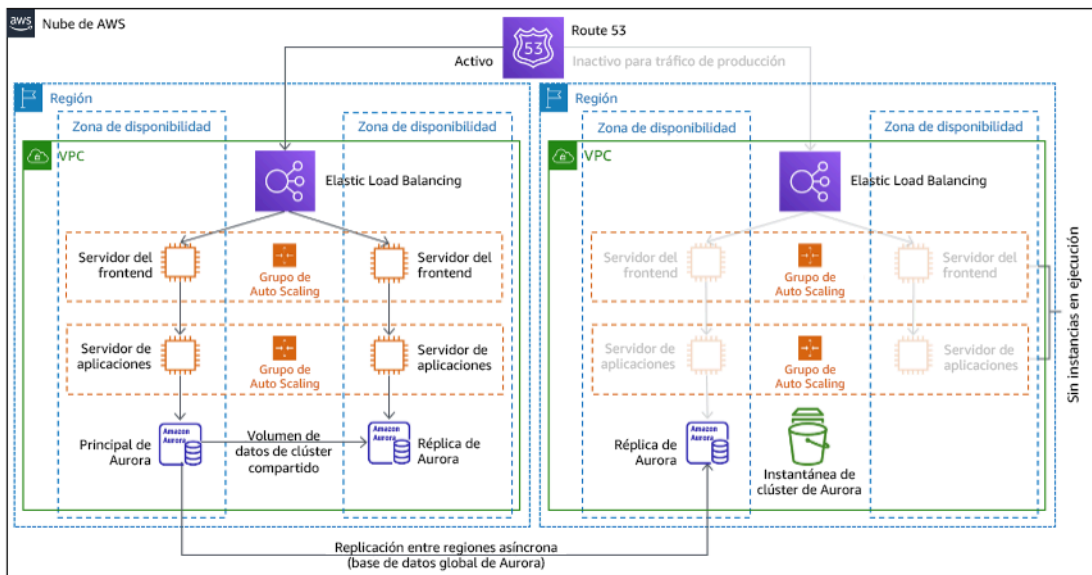 aws
Nube de AWS
Route 53
53
Activo
Inactivo para tráfico de producción
Región
Zona de disponibilidad
Zona de disponibilidad
VPC
Elastic Load Balancing
Servidor del
frontend
Grupo de
Auto Scaling
Servidor del
frontend
Servidor de
aplicaciones
Grupo de
Auto Scaling
Servidor de
aplicaciones
Principal de
Aurora
Amazon
Aurora
Volumen de
datos de clúster
compartido
Amazon
Aurora
Réplica de
Aurora
Región
Zona de disponibilidad
Zona de disponibilidad
VPC
Elastic Load Balancing
Servidor del
frontend
Grupo de
Auto Scaling
Servidor del
frontend
Servidor de
aplicaciones
Grupo de
Auto Scaling
Servidor de
aplicaciones
Réplica de
Aurora
Amazon
Aurora
Instantánea de
clúster de Aurora
Sin instancias en ejecución
Replicación entre regiones asíncrona
(base de datos global de Aurora)